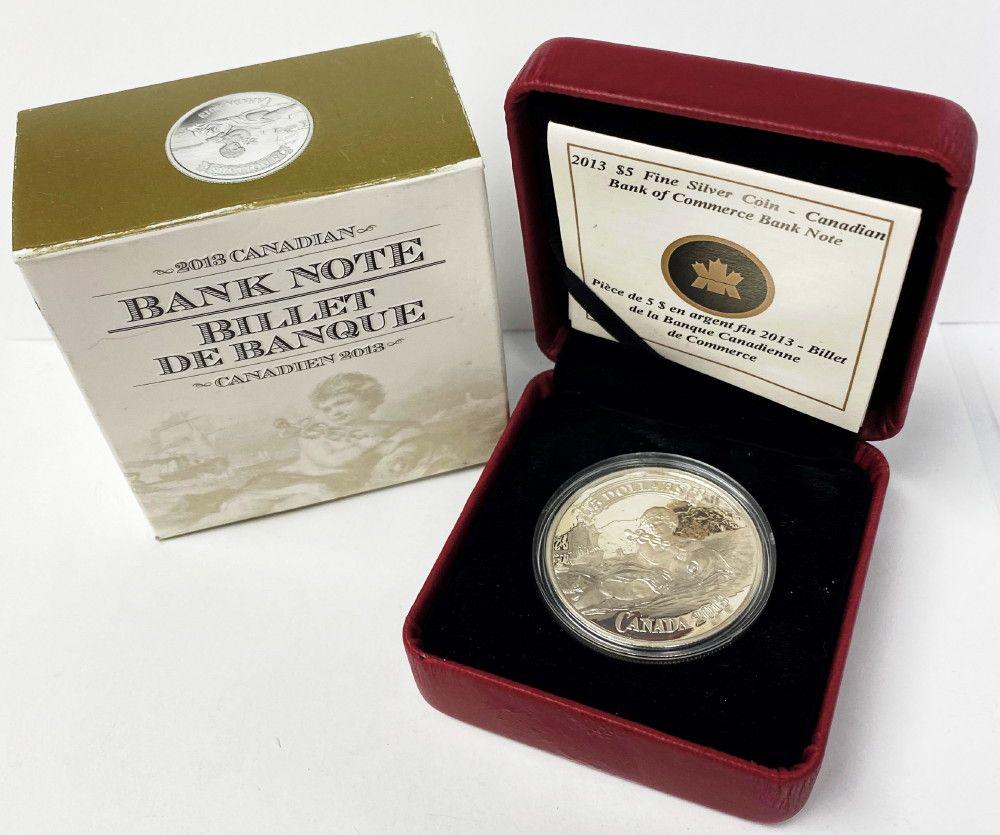 ~2013 CANADIAN~
BANK NOTE
BILLET
DE BANQUE
~CANADIEN 2013~
2013 $5 Fine Silver Coin - Canadian
Bank of Commerce Bank Note
Pièce de 5 $ en argent fin 2013 - Billet
de la Banque Canadienne
de Commerce
5 DOLLARS
CANADA 2013